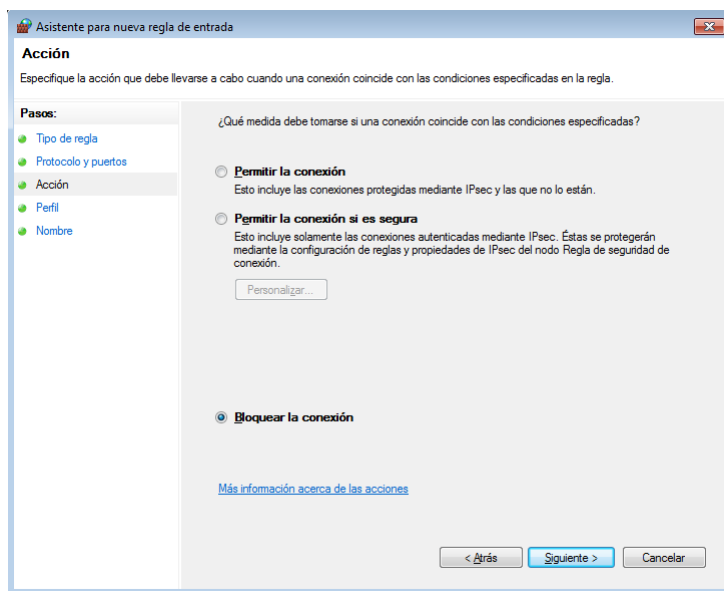 Asistente para nueva regla de entrada
Acción
Especifique la acción que debe llevarse a cabo cuando una conexión coincide con las condiciones especificadas en la regla.
Pasos:
Tipo de regla
Protocolo y puertos
Acción
Perfil
Nombre
¿Qué medida debe tomarse si una conexión coincide con las condiciones especificadas?
Permitir la conexión
Esto incluye las conexiones protegidas mediante IPsec y las que no lo están.
Permitir la conexión si es segura
Esto incluye solamente las conexiones autenticadas mediante IPsec. Éstas se protegerán
mediante la configuración de reglas y propiedades de IPsec del nodo Regla de seguridad de
conexión.
Personalizar...
Bloquear la conexión
Más información acerca de las acciones
< Atrás
Siguiente >
Cancelar